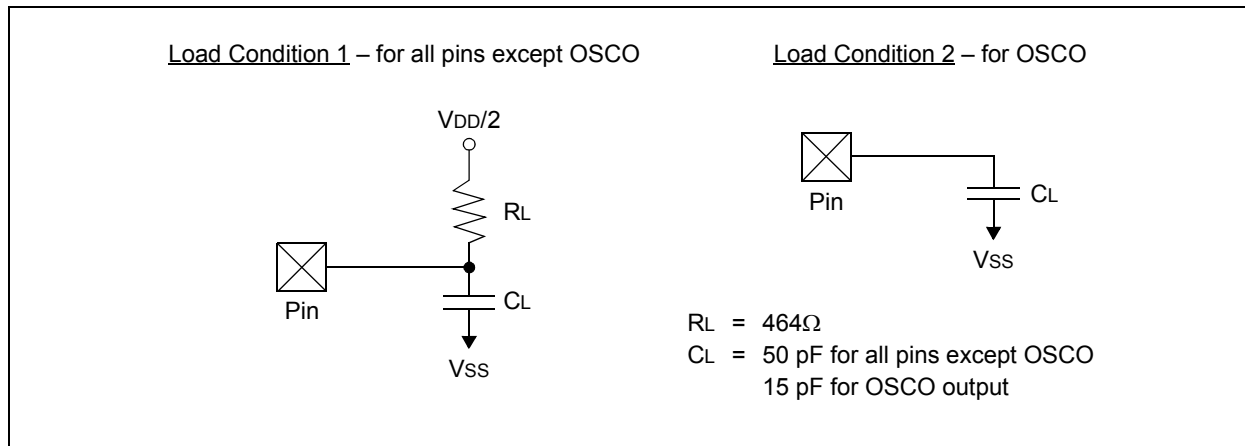 Load Condition 1 – for all pins except OSCO
VDD/2
RL
Pin
CL
VSS
Load Condition 2 – for OSCO
Pin
CL
VSS
RL = 464Ω
CL = 50 pF for all pins except OSCO
15 pF for OSCO output